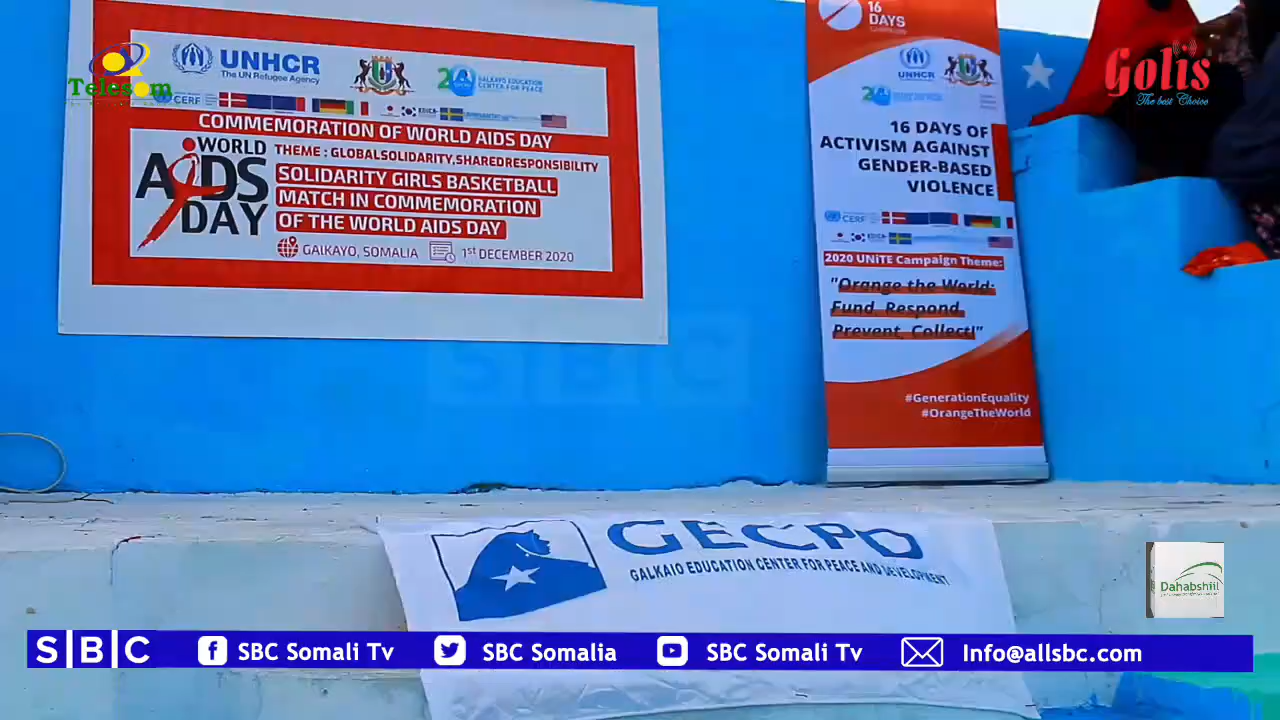 Telesom
UNHCR
The UN Refugee Agency
20
GALKAYO EDUCATION
CENTER FOR PEACE
CERF
COMMEMORATION OF WORLD AIDS DAY
WORLD
AIDS
DAY
THEME : GLOBALSOLIDARITY,SHAREDRESPONSIBILITY
SOLIDARITY GIRLS BASKETBALL
MATCH IN COMMEMORATION
OF THE WORLD AIDS DAY
GALKAYO, SOMALIA 1ST DECEMBER 2020
16
DAYS
UNHCR
20
16 DAYS OF
ACTIVISM AGAINST
GENDER-BASED
VIOLENCE
CERF
2020 UNiTE Campaign Theme:
"Orange the World:
Fund, Respond,
Prevent, Collect!"
#GenerationEquality
#OrangeTheWorld
Golis
The best Choice
SBC
GECPD
GALKAIO EDUCATION CENTER FOR PEACE AND DEVELOPMENT
Dahabshiil
S|B|C SBC Somali Tv SBC Somalia SBC Somali Tv Info@allsbc.com